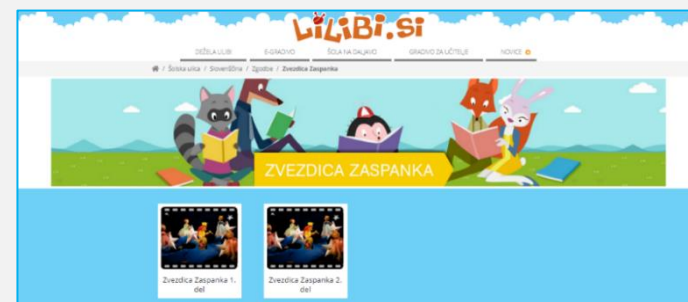 LiLiBi.Si
DEŽELA LILIBI E-GRADIVO ŠOLA NA DALJAVO GRADIVO ZA UČITELJE NOVICE
/ Šolska ulica / Slovenščina / Zgodbe / Zvezdica Zaspanka
ZVEZDICA ZASPANKA
Zvezdica Zaspanka 1. del
Zvezdica Zaspanka 2. del